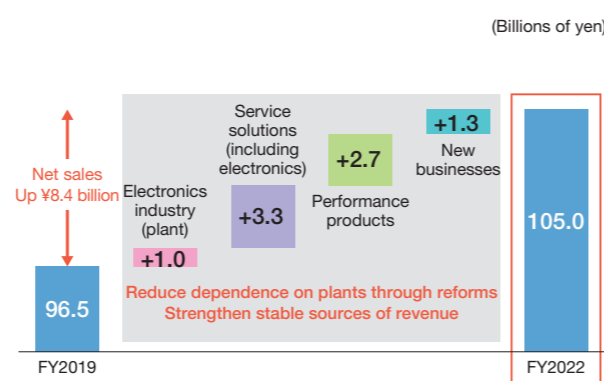 (Billions of yen)
Net sales
Up ¥8.4 billion
96.5
FY2019
Electronics
industry
(plant)
+1.0
Service
solutions
(including
electronics)
+3.3
+2.7
Performance
products
+1.3
New
businesses
Reduce dependence on plants through reforms
Strengthen stable sources of revenue
105.0
FY2022